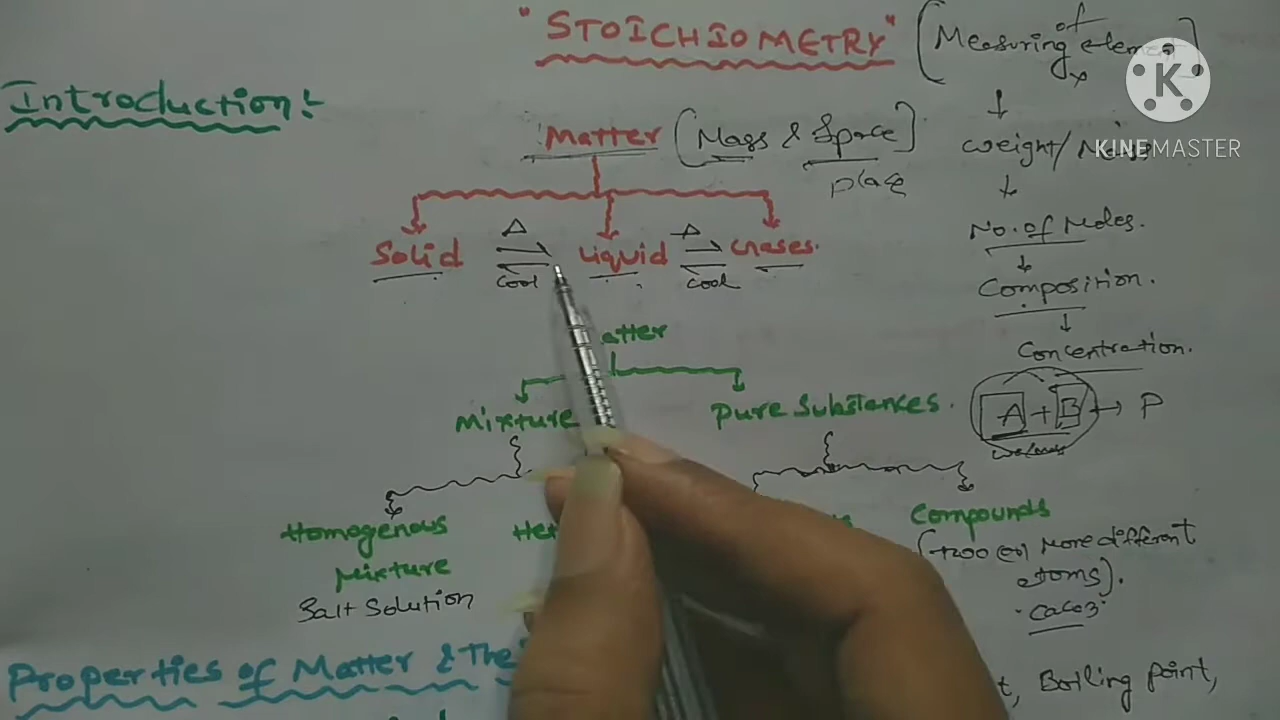 "STOICHIOMETRY" (Measuring of element)
Introduction:-
Matter (Mass & Space)
place
Weight/
No. of Moles.
Solid Δ Liquid Δ Gases.
Cool Cool
Composition.
Concentration.
atter
Mixture Pure Substances.
A + B → P
Homogenous
Mixture
Salt Solution
Het
Compounds
(two (or) More different
atoms).
CaCO3
Properties of Matter & The
t, Boiling point,
K
KINEMASTER